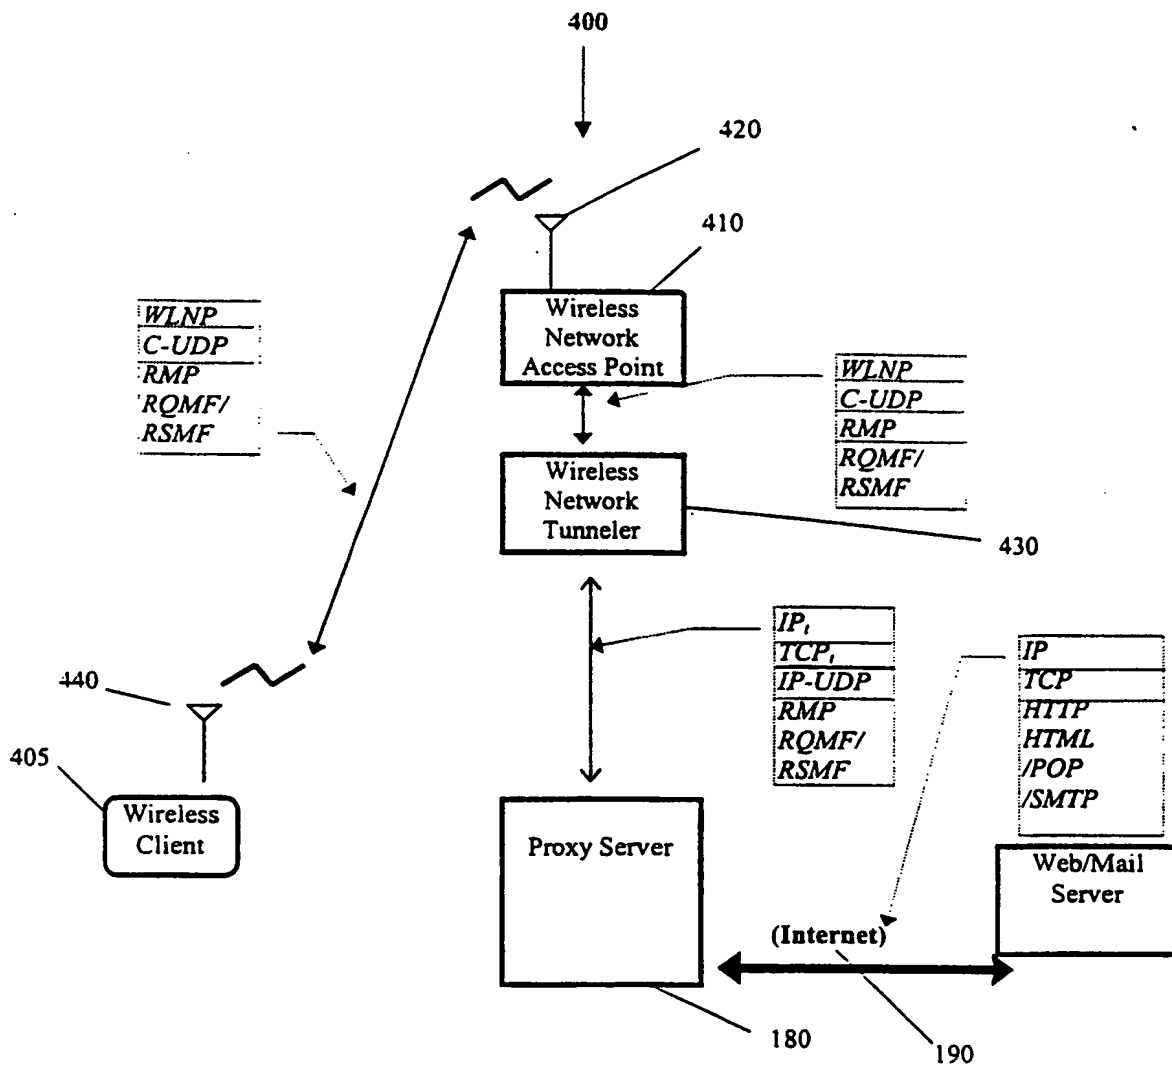 400
420
410
Wireless
Network
Access Point
WLNP
C-UDP
RMP
RQMF/
RSMF
WLNP
C-UDP
RMP
RQMF/
RSMF
Wireless
Network
Tunneler
430
IPt
TCPt
IP-UDP
RMP
RQMF/
RSMF
IP
TCP
HTTP
HTML
/POP
/SMTP
440
405
Wireless
Client
Proxy Server
Web/Mail
Server
(Internet)
180
190